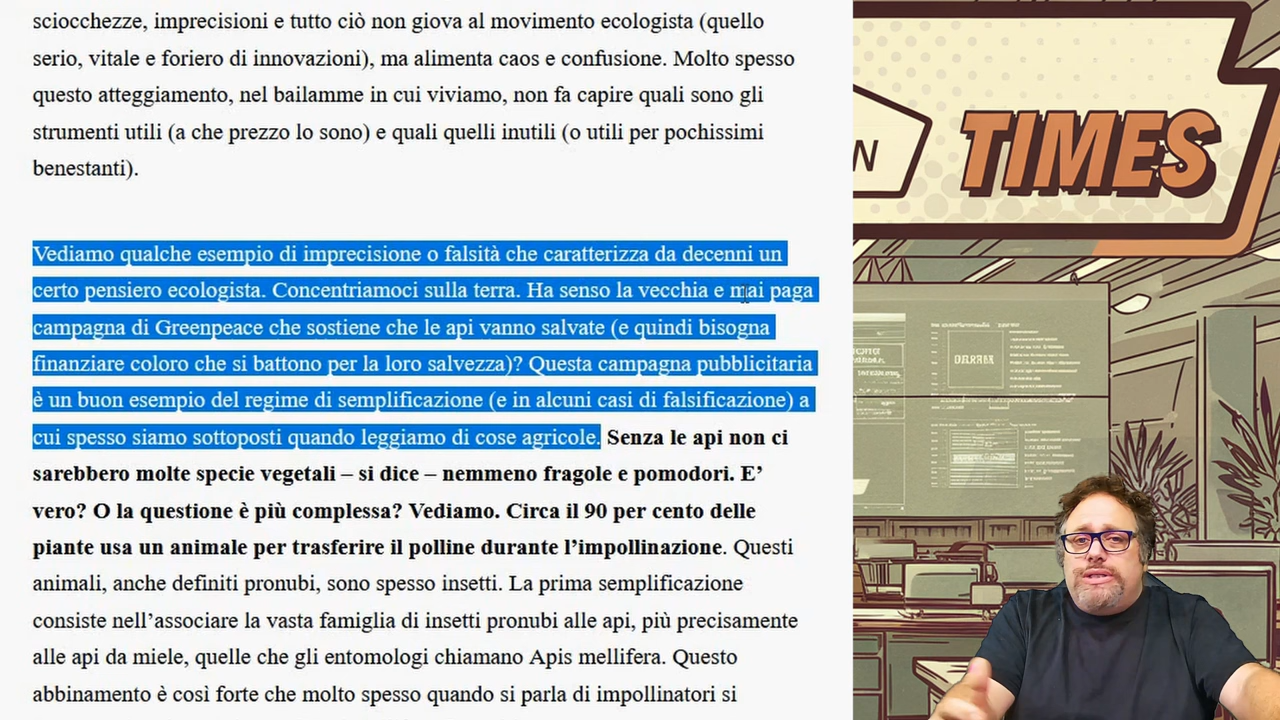 sciocchezze, imprecisioni e tutto ciò non giova al movimento ecologista (quello
serio, vitale e foriero di innovazioni), ma alimenta caos e confusione. Molto spesso
questo atteggiamento, nel bailamme in cui viviamo, non fa capire quali sono gli
strumenti utili (a che prezzo lo sono) e quali quelli inutili (o utili per pochissimi
benestanti).
Vediamo qualche esempio di imprecisione o falsità che caratterizza da decenni un
certo pensiero ecologista. Concentriamoci sulla terra. Ha senso la vecchia e mai paga
campagna di Greenpeace che sostiene che le api vanno salvate (e quindi bisogna
finanziare coloro che si battono per la loro salvezza)? Questa campagna pubblicitaria
è un buon esempio del regime di semplificazione (e in alcuni casi di falsificazione) a
cui spesso siamo sottoposti quando leggiamo di cose agricole. Senza le api non ci
sarebbero molte specie vegetali – si dice – nemmeno fragole e pomodori. E’
vero? O la questione è più complessa? Vediamo. Circa il 90 per cento delle
piante usa un animale per trasferire il polline durante l’impollinazione. Questi
animali, anche definiti pronubi, sono spesso insetti. La prima semplificazione
consiste nell’associare la vasta famiglia di insetti pronubi alle api, più precisamente
alle api da miele, quelle che gli entomologi chiamano Apis mellifera. Questo
abbinamento è così forte che molto spesso quando si parla di impollinatori si
N
TIMES